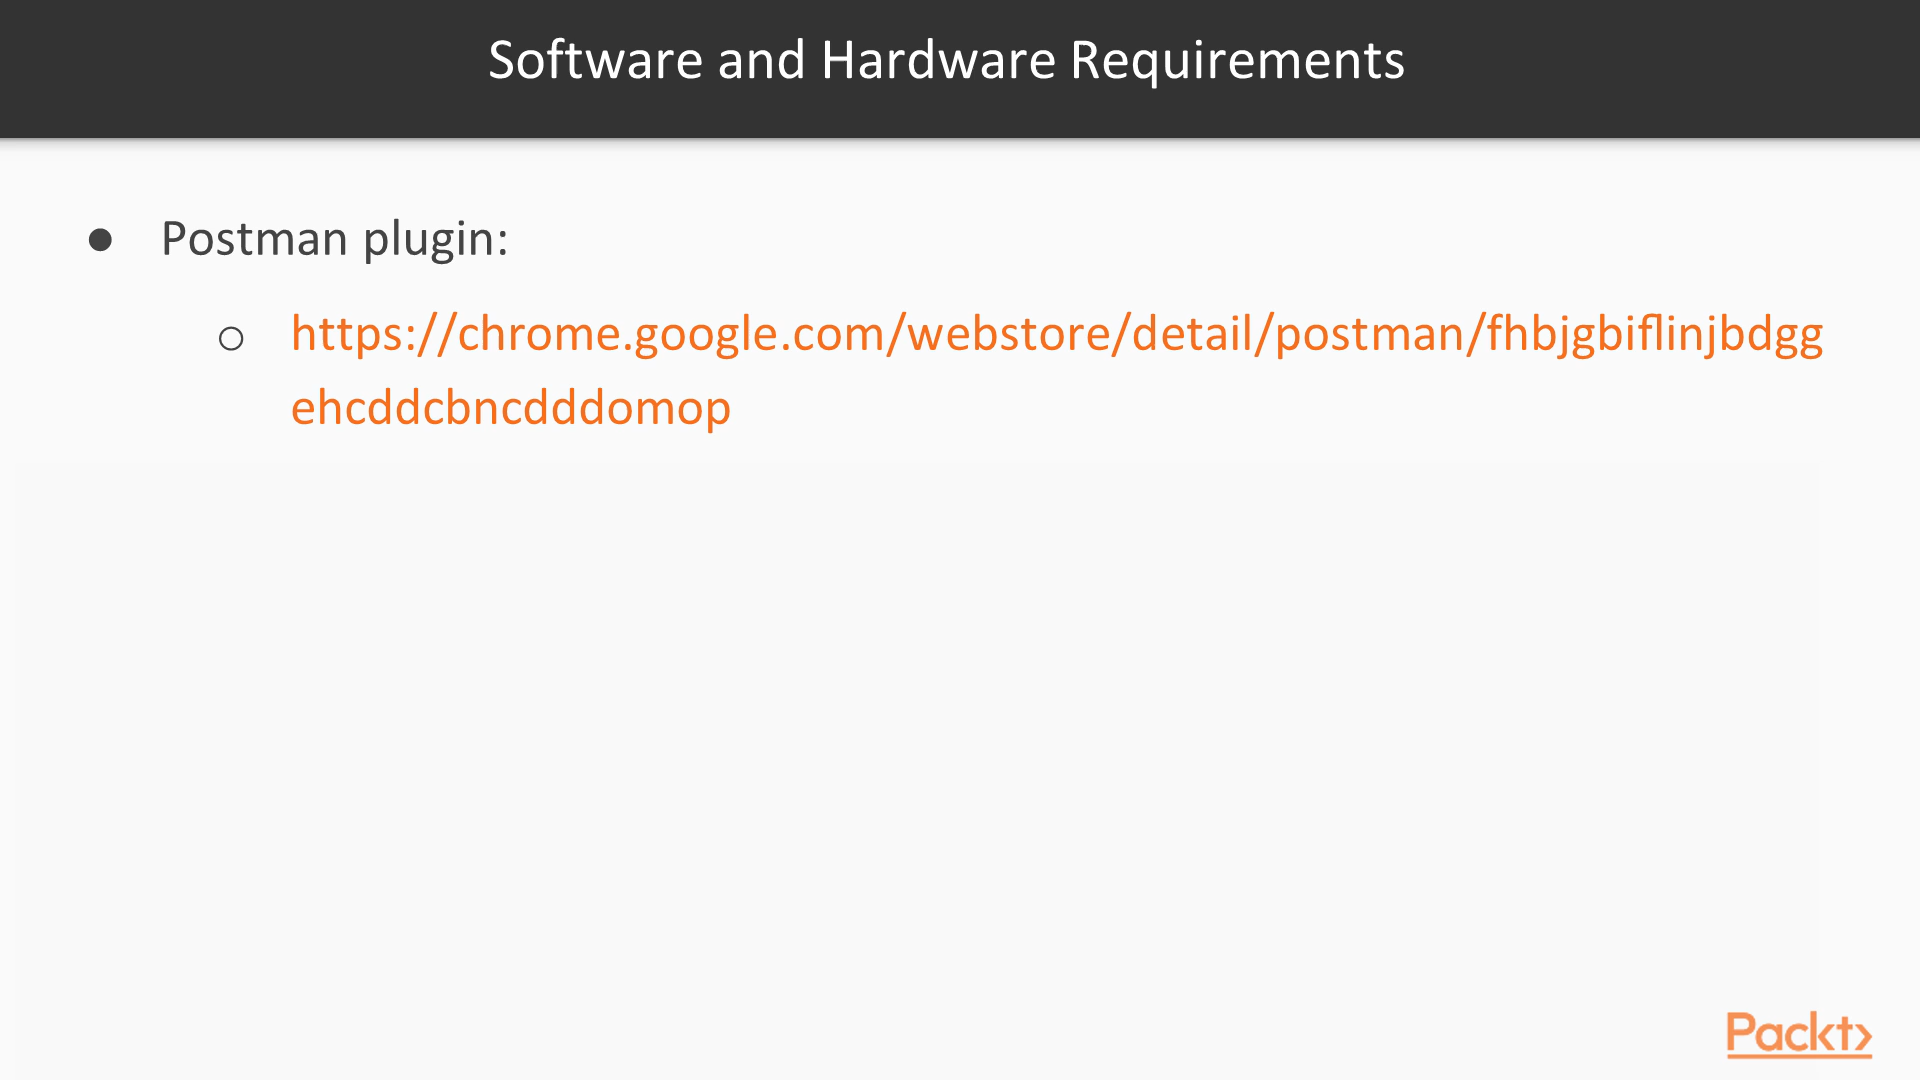 Software and Hardware Requirements
● Postman plugin:
○ https://chrome.google.com/webstore/detail/postman/fhbjgbiflinjbdgg
ehcddcbncdddomop
Packt>